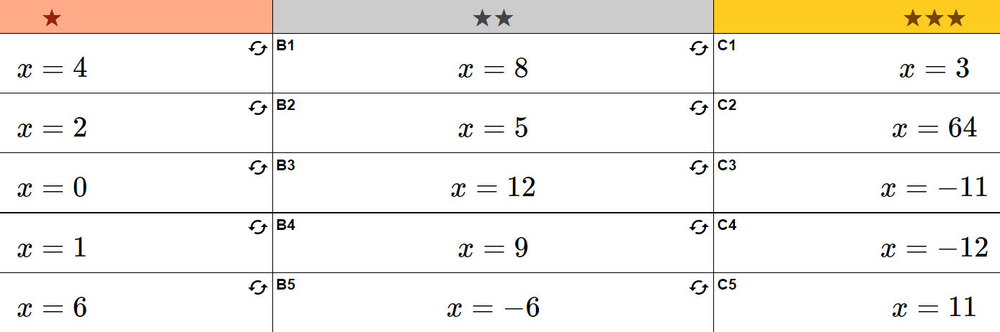 ★ ★★ ★★★
x = 4 B1 x = 8 C1 x = 3
x = 2 B2 x = 5 C2 x = 64
x = 0 B3 x = 12 C3 x = −11
x = 1 B4 x = 9 C4 x = −12
x = 6 B5 x = −6 C5 x = 11